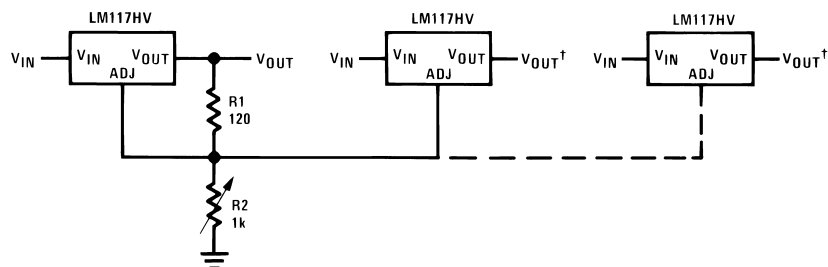 LM117HV LM117HV LM117HV
VIN VIN VOUT VOUT VIN VIN VOUT VOUT† VIN VIN VOUT VOUT†
ADJ ADJ ADJ
R1
120
R2
1k